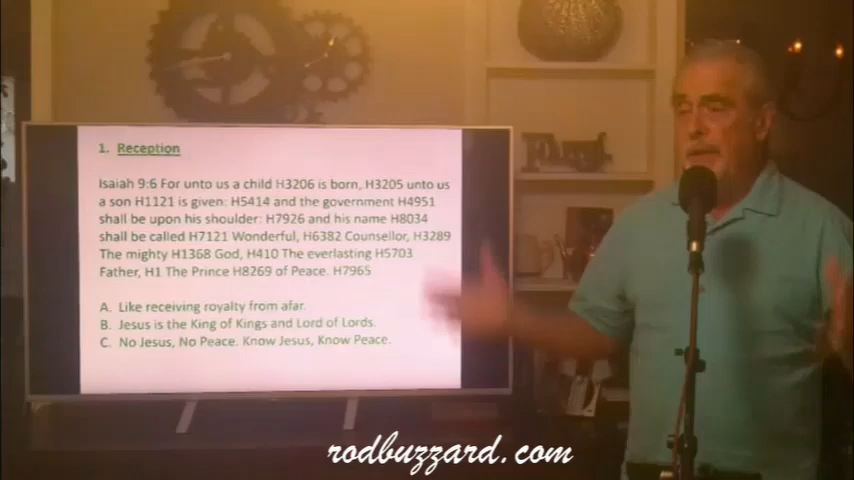 1. Reception
Isaiah 9:6 For unto us a child H3206 is born, H3205 unto us
a son H1121 is given: H5414 and the government H4951
shall be upon his shoulder: H7926 and his name H8034
shall be called H7121 Wonderful, H6382 Counsellor, H3289
The mighty H1368 God, H410 The everlasting H5703
Father, H1 The Prince H8269 of Peace. H7965
A. Like receiving royalty from afar.
B. Jesus is the King of Kings and Lord of Lords.
C. No Jesus, No Peace. Know Jesus, Know Peace.
rodbuzzard.com